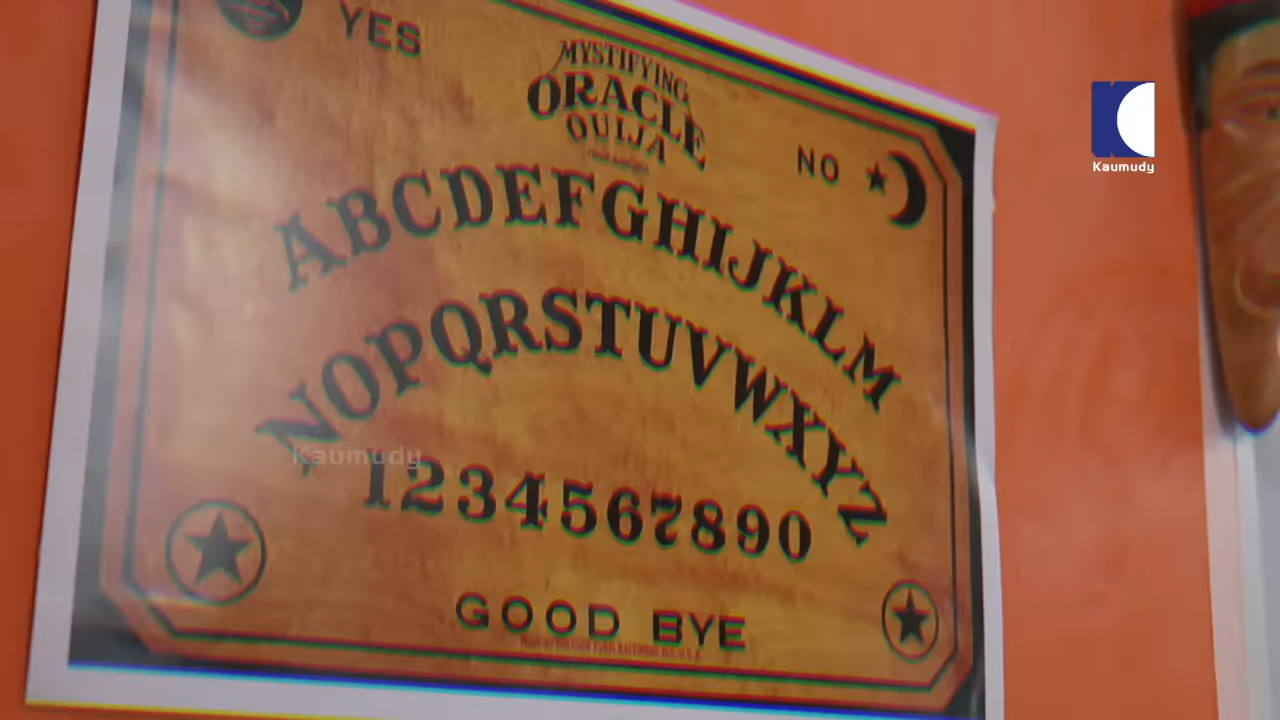 YES
MYSTIFYING
ORACLE
OUIJA
NO
Kaumudy
ABCDEFGHIJKLM
NOPQRSTUVWXYZ
Kaumudy
1234567890
GOOD BYE